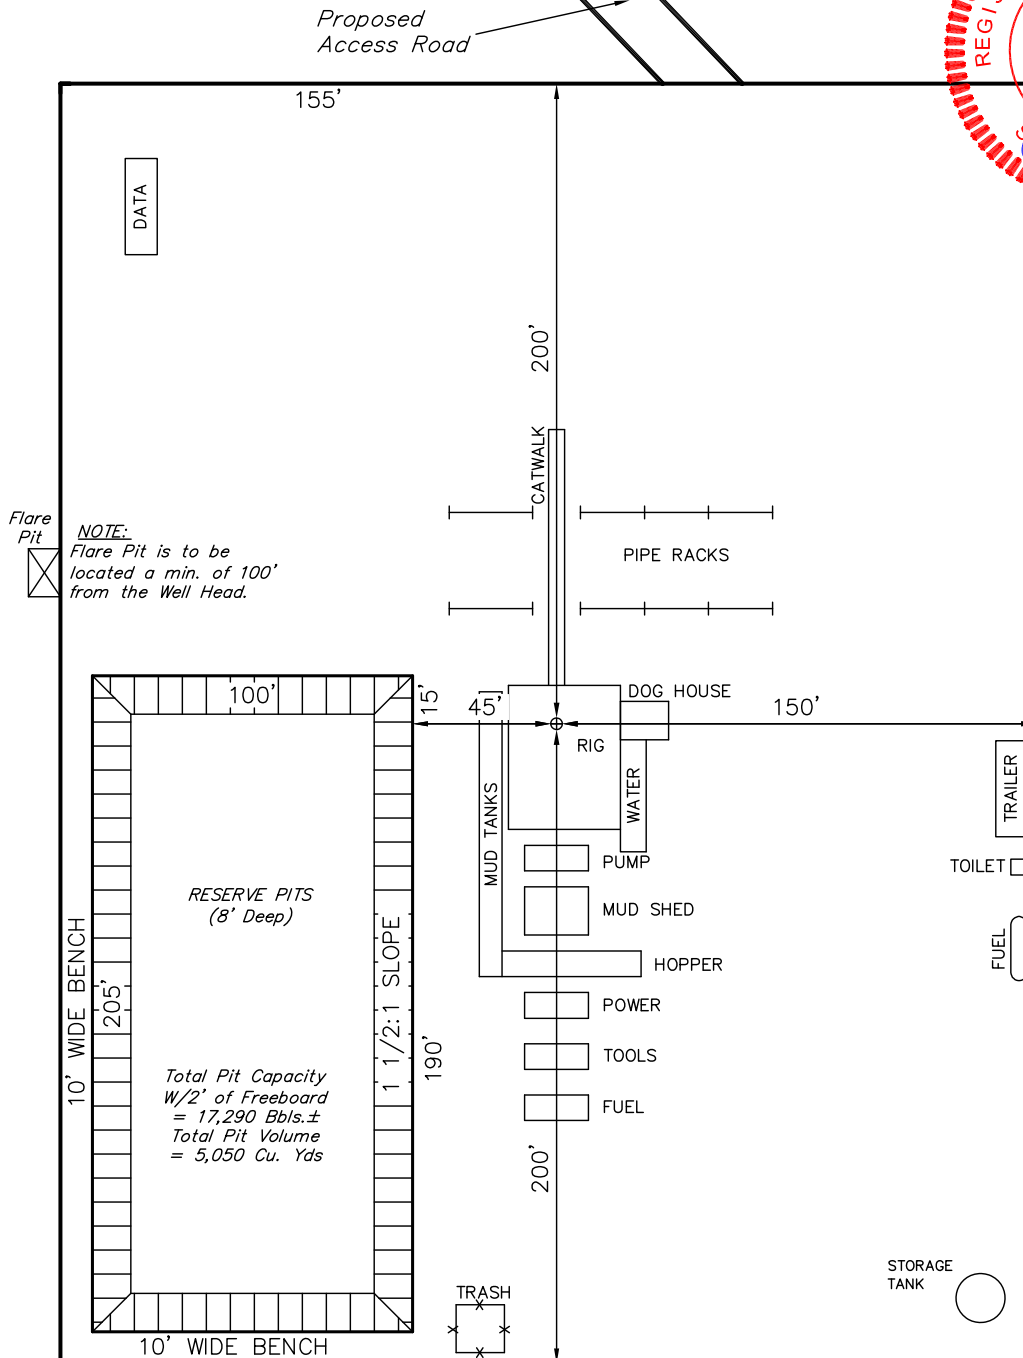 Proposed
Access Road
REGIS
155'
DATA
200'
CATWALK
Flare
Pit
NOTE:
Flare Pit is to be
located a min. of 100'
from the Well Head.
PIPE RACKS
100'
15'
45'
DOG HOUSE
150'
RIG
MUD TANKS
WATER
TRAILER
PUMP
TOILET
RESERVE PITS
(8' Deep)
MUD SHED
10' WIDE BENCH
205'
1 1/2:1 SLOPE
190'
HOPPER
FUEL
POWER
TOOLS
Total Pit Capacity
W/2' of Freeboard
= 17,290 Bbls.±
Total Pit Volume
= 5,050 Cu. Yds
FUEL
200'
STORAGE
TANK
TRASH
10' WIDE BENCH